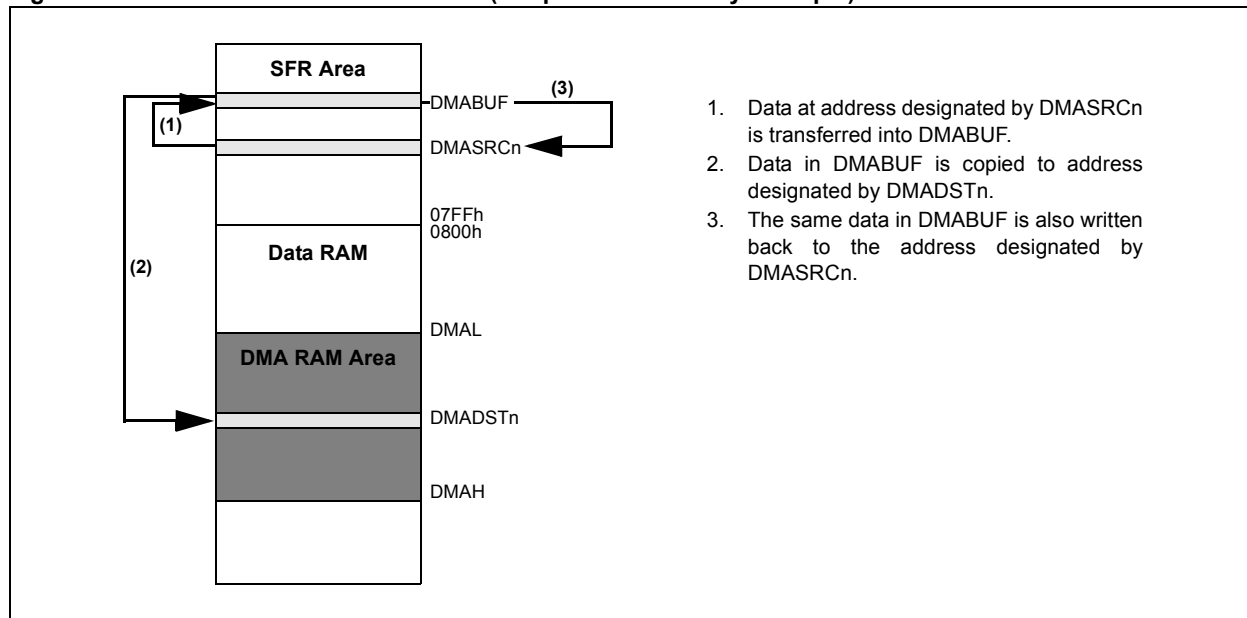 SFR Area
DMABUF
(3)
(1)
DMASRCn
07FFh
0800h
Data RAM
(2)
DMAL
DMA RAM Area
DMADSTn
DMAH
1. Data at address designated by DMASRCn
is transferred into DMABUF.
2. Data in DMABUF is copied to address
designated by DMADSTn.
3. The same data in DMABUF is also written
back to the address designated by
DMASRCn.